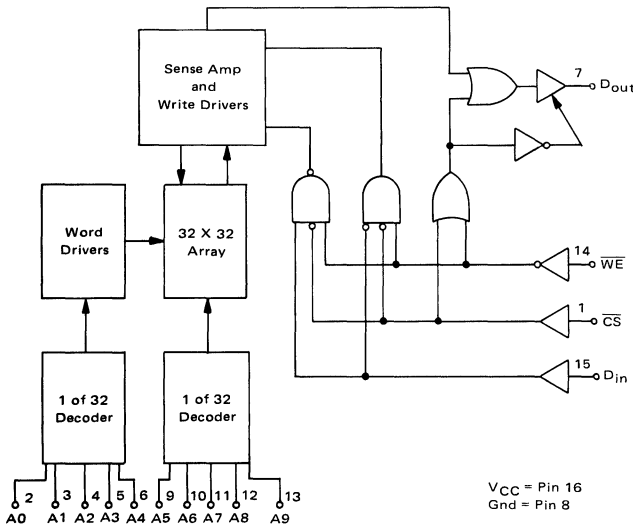 Sense Amp
and
Write Drivers
7
Dout
Word
Drivers
32 X 32
Array
14
WE
1
CS
15
Din
1 of 32
Decoder
1 of 32
Decoder
2 3 4 5 6 9 10 11 12 13
A0 A1 A2 A3 A4 A5 A6 A7 A8 A9
VCC = Pin 16
Gnd = Pin 8